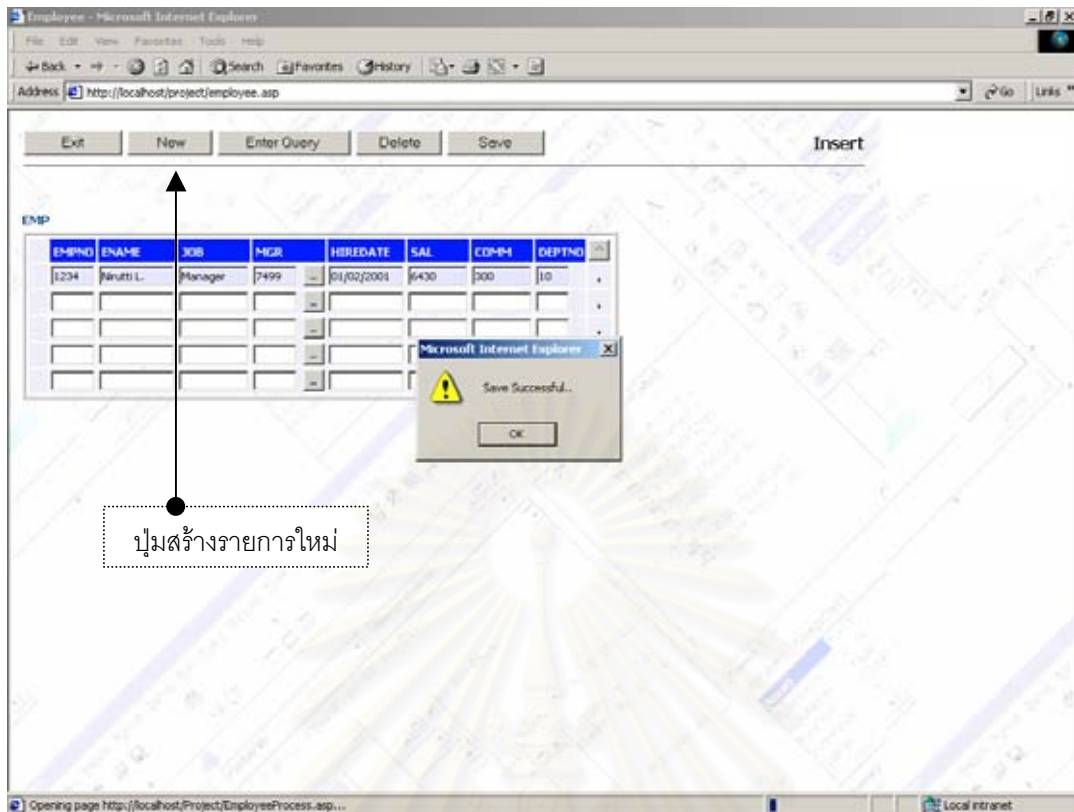 Employee - Microsoft Internet Explorer
File Edit View Favorites Tools Help
Back Search Favorites History
Address http://localhost/project/employee.asp Go Links
Exit New Enter Query Delete Save Insert
EMP
EMPNO ENAME JOB MGR HIREDATE SAL COMM DEPTNO
1234 Nirutti L. Manager 7499 ... 01/02/2001 6430 300 10
...
...
...
...
Microsoft Internet Explorer
Save Successful...
OK
ปุ่มสร้างรายการใหม่
Opening page http://localhost/Project/EmployeeProcess.asp... Local intranet